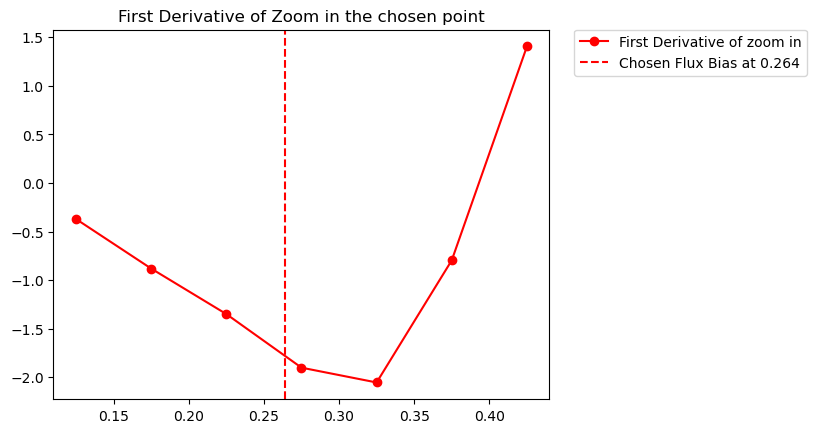 First Derivative of Zoom in the chosen point
First Derivative of zoom in
Chosen Flux Bias at 0.264
1.5
1.0
0.5
0.0
−0.5
−1.0
−1.5
−2.0
0.15 0.20 0.25 0.30 0.35 0.40